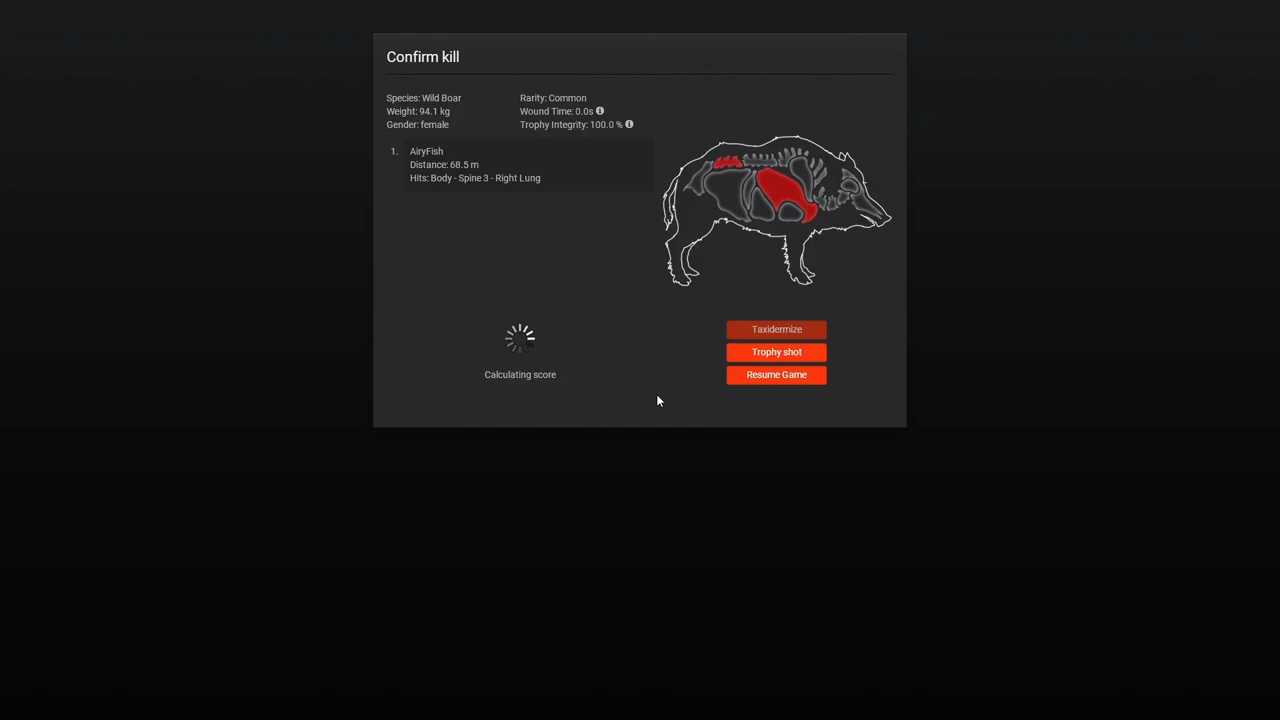 Confirm kill
Species: Wild Boar
Weight: 94.1 kg
Gender: female
Rarity: Common
Wound Time: 0.0s
Trophy Integrity: 100.0 %
1.
AiryFish
Distance: 68.5 m
Hits: Body - Spine 3 - Right Lung
Calculating score
Taxidermize
Trophy shot
Resume Game